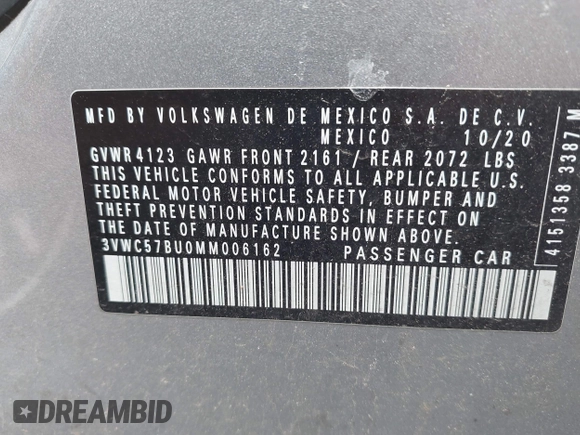 MFD BY VOLKSWAGEN DE MEXICO S.A. DE C.V.
MEXICO 10/20
GVWR 4123 GAWR FRONT 2161 / REAR 2072 LBS
THIS VEHICLE CONFORMS TO ALL APPLICABLE U.S.
FEDERAL MOTOR VEHICLE SAFETY, BUMPER AND
THEFT PREVENTION STANDARDS IN EFFECT ON
THE DATE OF MANUFACTURE SHOWN ABOVE.
3VWC57BU0MM006162 PASSENGER CAR
4151358 3387 M
DREAMBID